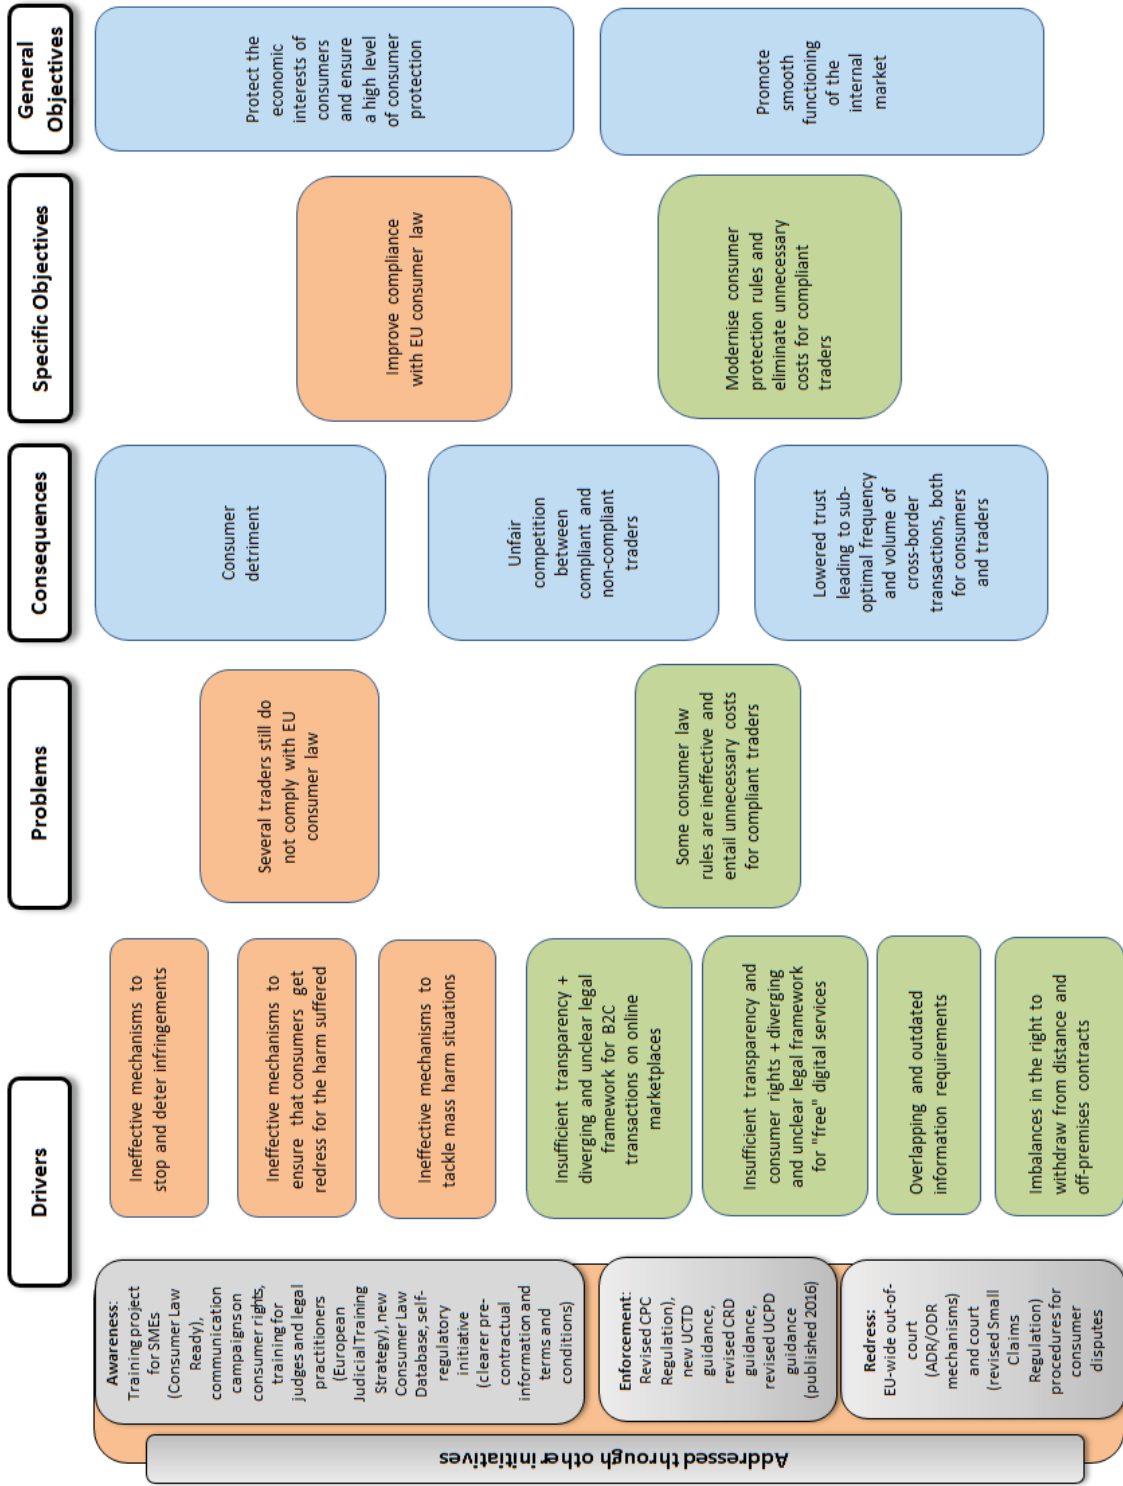 Drivers
Problems
Consequences
Specific Objectives
General
Objectives
Addressed through other initiatives
Awareness:
Training project
for SMEs
(Consumer Law
Ready),
communication
campaigns on
consumer rights,
training for
judges and legal
practitioners
(European
Judicial Training
Strategy), new
Consumer Law
Database, self-
regulatory
initiative
(clearer pre-
contractual
information and
terms and
conditions)
Enforcement:
Revised CPC
Regulation),
new UCTD
guidance,
revised CRD
guidance,
revised UCPD
guidance
(published 2016)
Redress:
EU-wide out-of-
court
(ADR/ODR
mechanisms)
and court
(revised Small
Claims
Regulation)
procedures for
consumer
disputes
Ineffective mechanisms to
stop and deter infringements
Ineffective mechanisms to
ensure that consumers get
redress for the harm suffered
Ineffective mechanisms to
tackle mass harm situations
Insufficient transparency +
diverging and unclear legal
framework for B2C
transactions on online
marketplaces
Insufficient transparency and
consumer rights + diverging
and unclear legal framework
for "free" digital services
Overlapping and outdated
information requirements
Imbalances in the right to
withdraw from distance and
off-premises contracts
Several traders still do
not comply with EU
consumer law
Some consumer law
rules are ineffective and
entail unnecessary costs
for compliant traders
Consumer
detriment
Unfair
competition
between
compliant and
non-compliant
traders
Lowered trust
leading to sub-
optimal frequency
and volume of
cross-border
transactions, both
for consumers
and traders
Improve compliance
with EU consumer law
Modernise consumer
protection rules and
eliminate unnecessary
costs for compliant
traders
Protect the
economic
interests of
consumers
and ensure
a high level
of consumer
protection
Promote
smooth
functioning
of the
internal
market